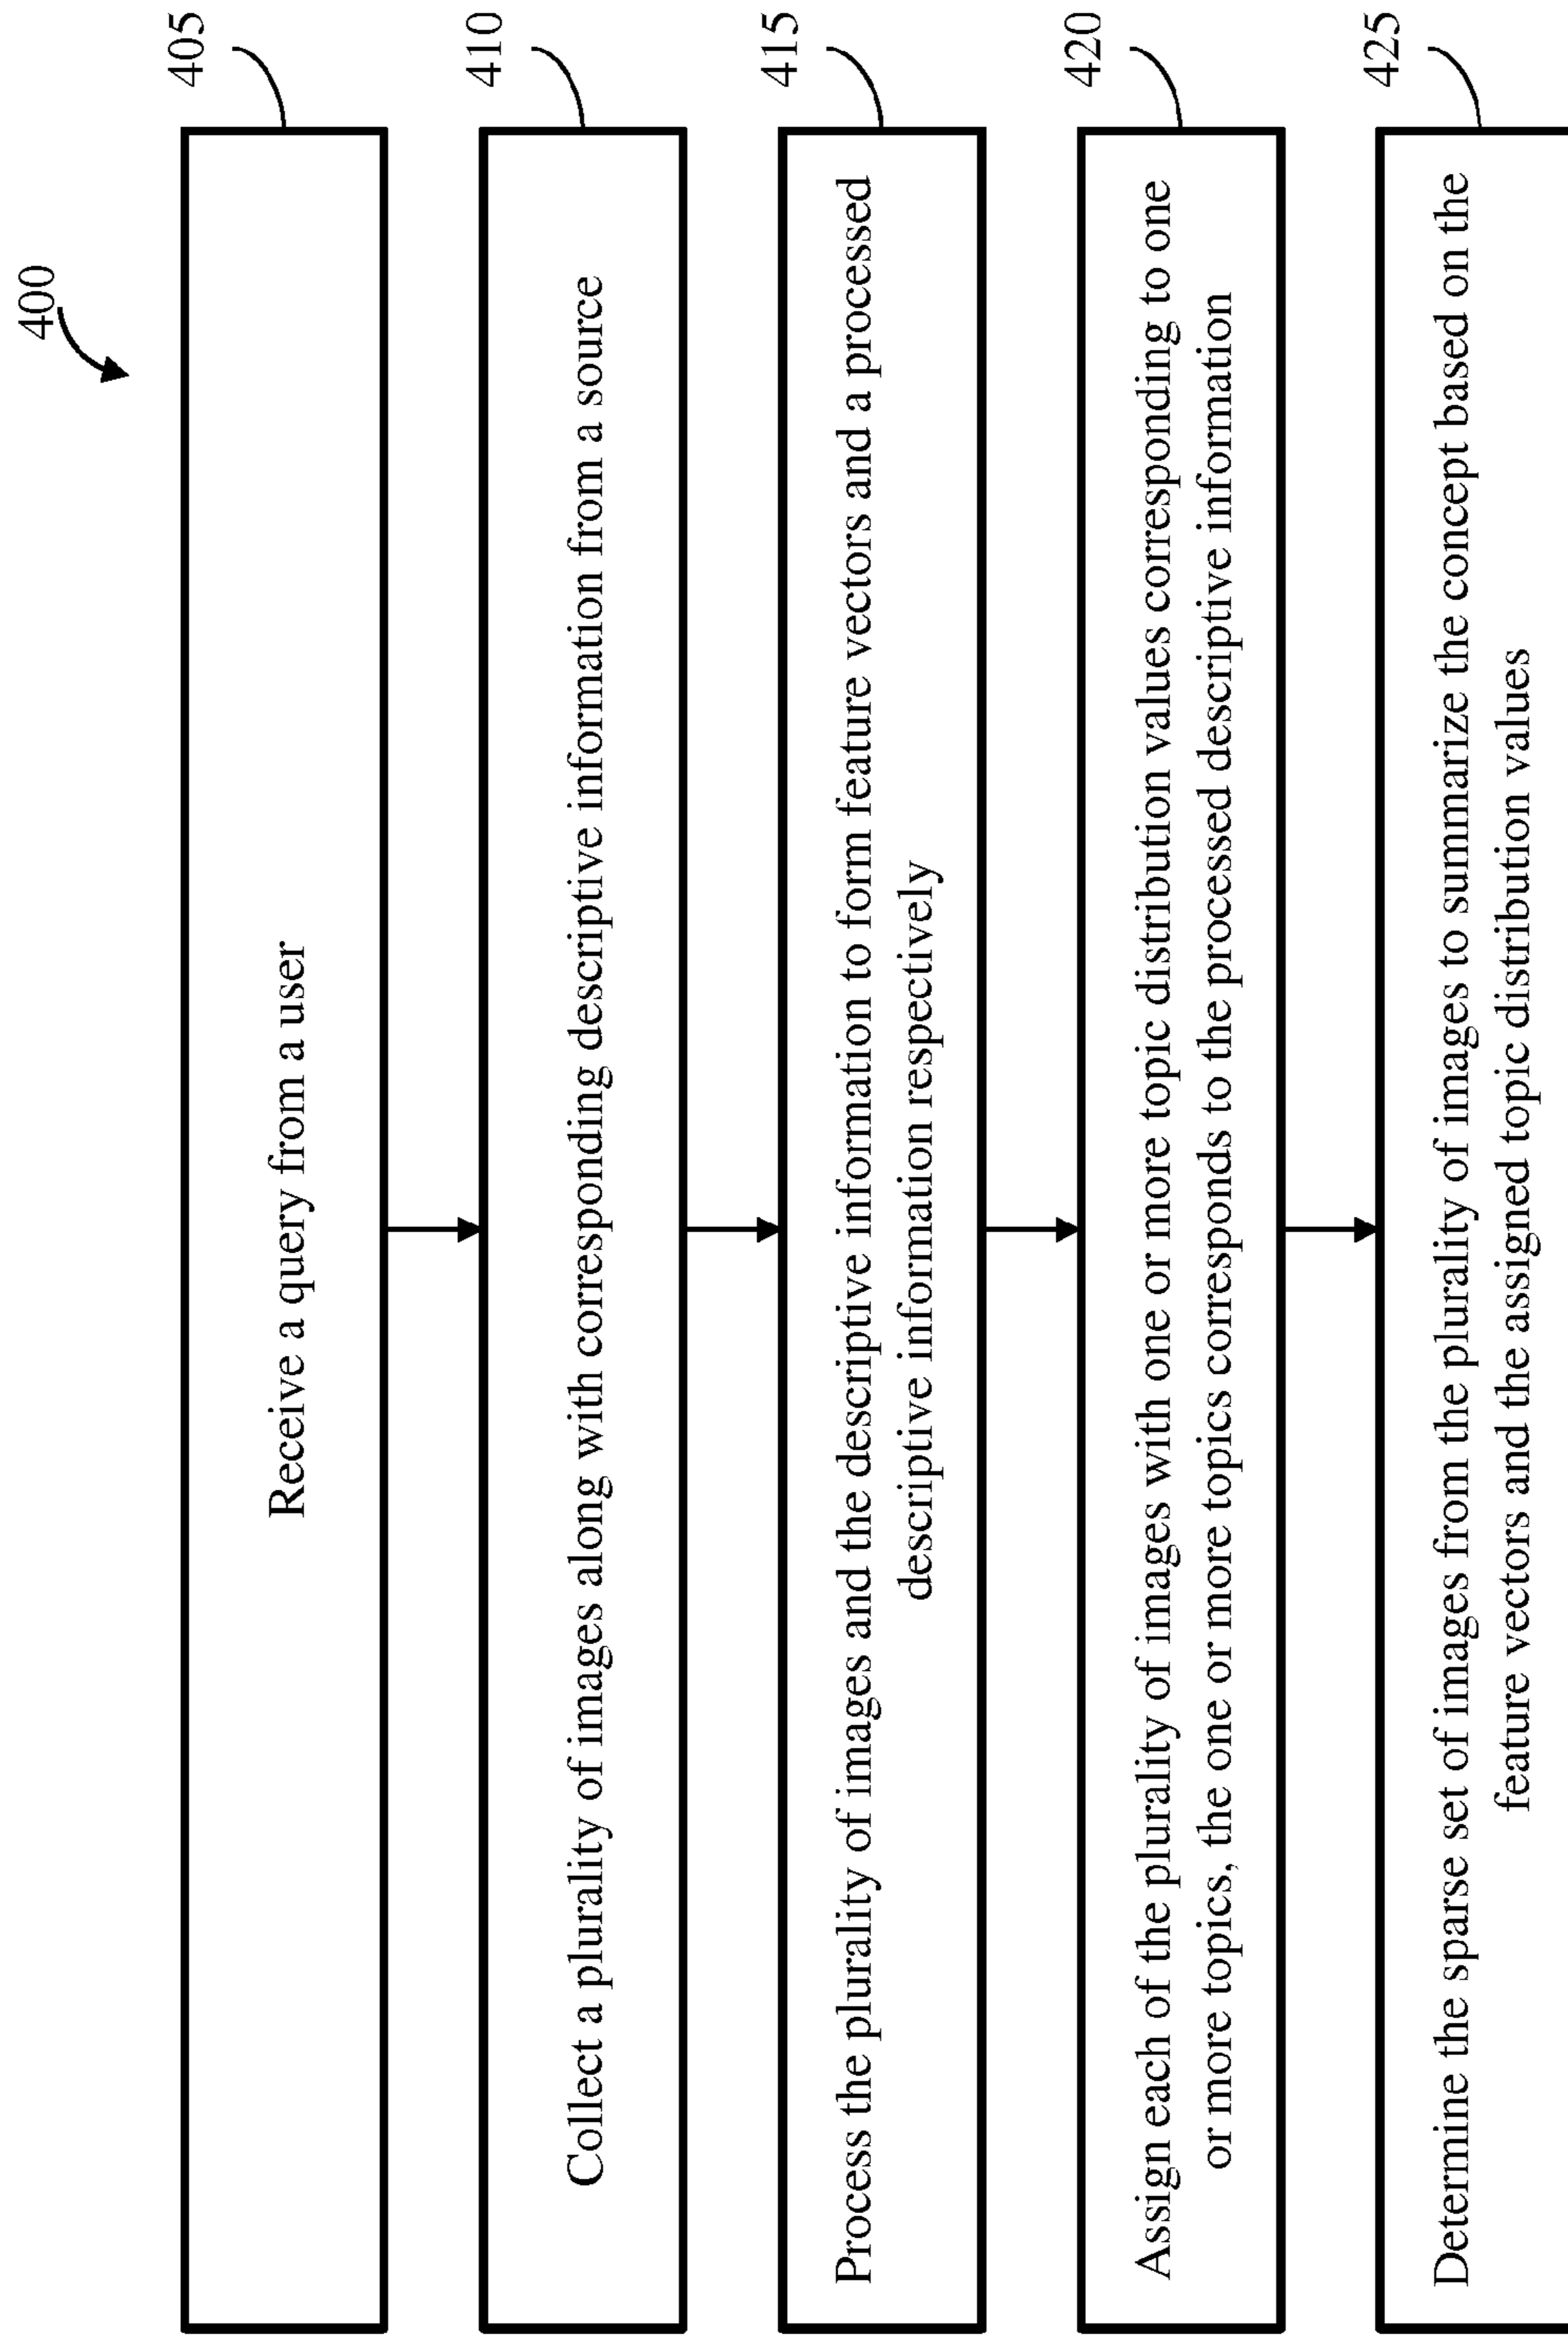 400
405
Receive a query from a user
410
Collect a plurality of images along with corresponding descriptive information from a source
415
Process the plurality of images and the descriptive information to form feature vectors and a processed
descriptive information respectively
420
Assign each of the plurality of images with one or more topic distribution values corresponding to one
or more topics, the one or more topics corresponds to the processed descriptive information
425
Determine the sparse set of images from the plurality of images to summarize the concept based on the
feature vectors and the assigned topic distribution values